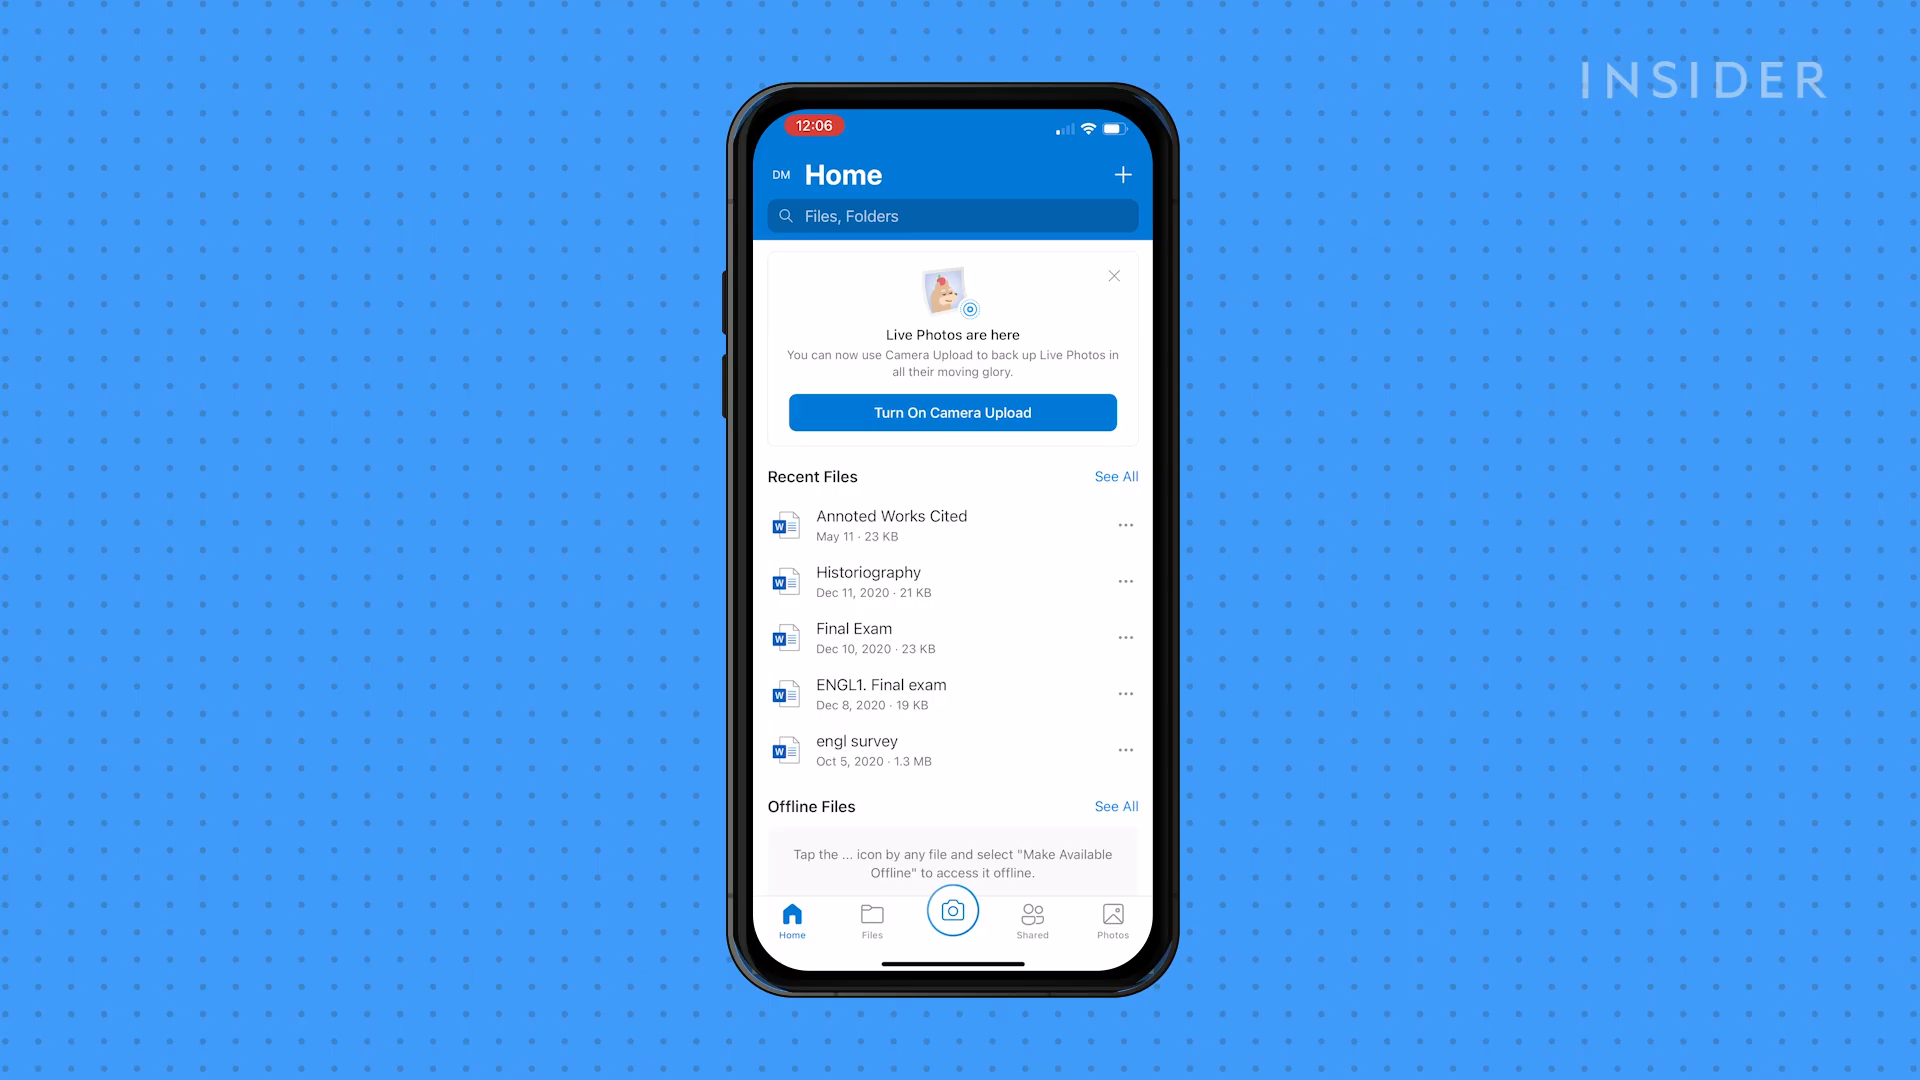 INSIDER
12:06
DM Home
Files, Folders
Live Photos are here
You can now use Camera Upload to back up Live Photos in
all their moving glory.
Turn On Camera Upload
Recent Files See All
W Annoted Works Cited
May 11 · 23 KB
W Historiography
Dec 11, 2020 · 21 KB
W Final Exam
Dec 10, 2020 · 23 KB
W ENGL1. Final exam
Dec 8, 2020 · 19 KB
W engl survey
Oct 5, 2020 · 1.3 MB
Offline Files See All
Tap the ... icon by any file and select "Make Available
Offline" to access it offline.
Home Files Shared Photos